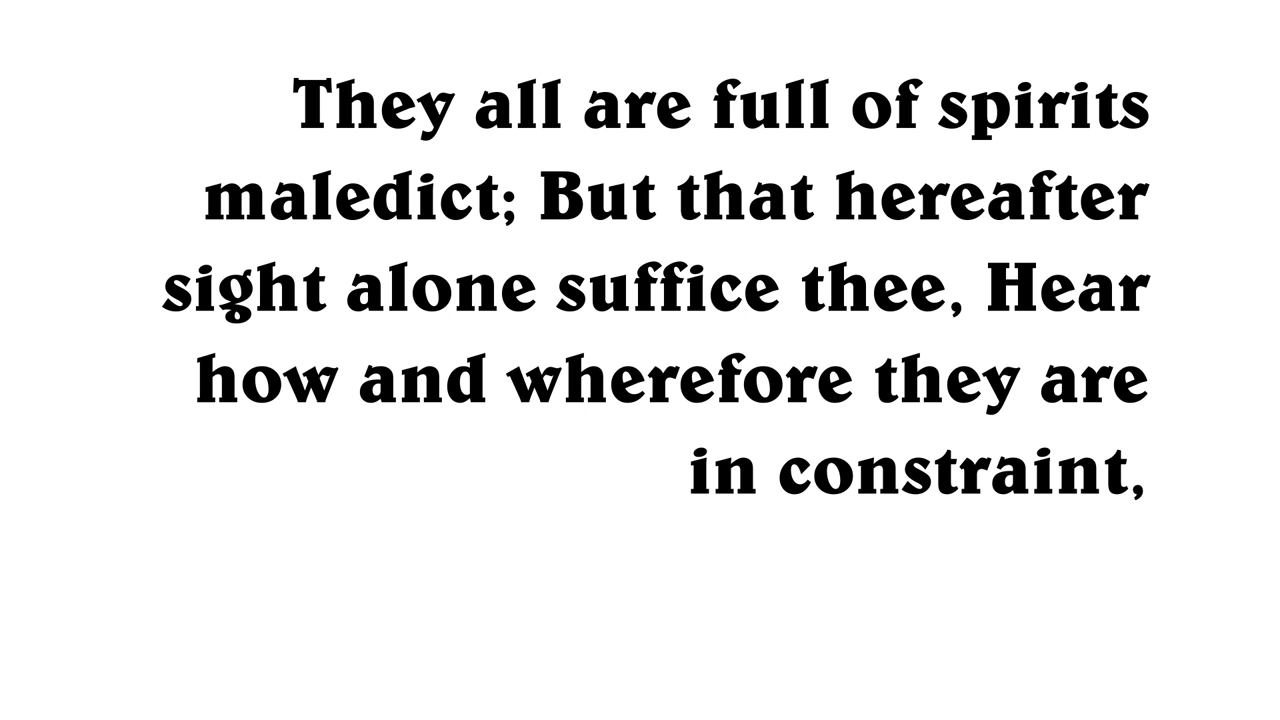 They all are full of spirits
maledict; But that hereafter
sight alone suffice thee, Hear
how and wherefore they are
in constraint,